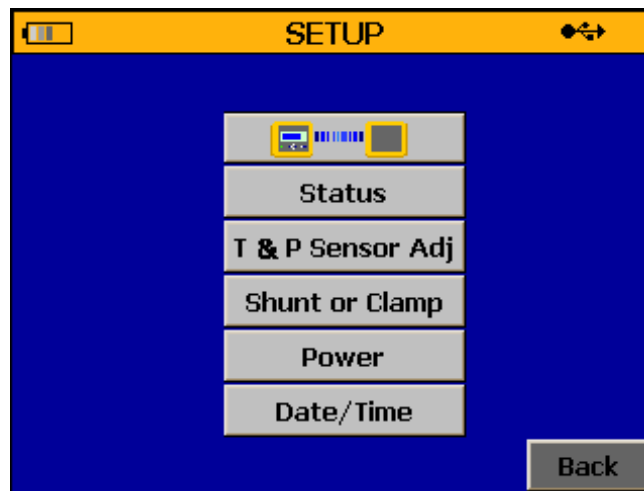 SETUP
Status
T & P Sensor Adj
Shunt or Clamp
Power
Date/Time
Back